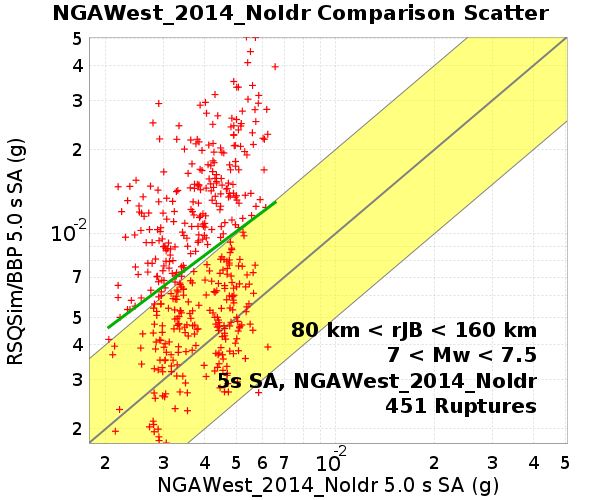 NGAWest_2014_NoIdr Comparison Scatter
RSQSim/BBP 5.0 s SA (g)
5
4
3
2
10-2
7
5
4
3
2
80 km < rJB < 160 km
7 < Mw < 7.5
5s SA, NGAWest_2014_NoIdr
451 Ruptures
2 3 4 5 6 7 10-2 2 3 4 5
NGAWest_2014_NoIdr 5.0 s SA (g)